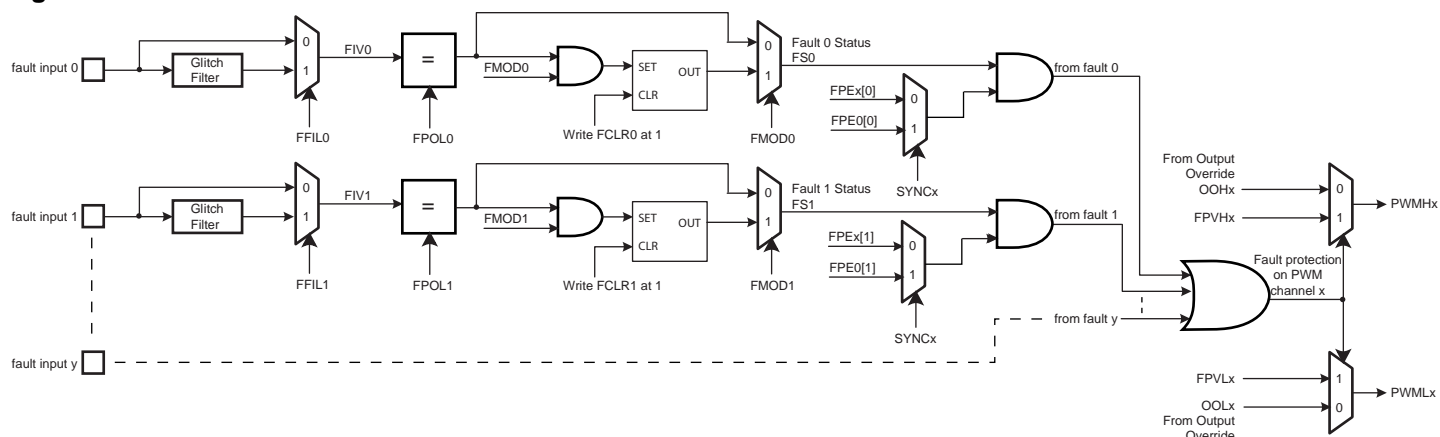 fault input 0
Glitch
Filter
0
1
FFIL0
FIV0
=
FPOL0
FMOD0
SET
OUT
CLR
Write FCLR0 at 1
0
1
FMOD0
Fault 0 Status
FS0
FPEx[0]
FPE0[0]
0
1
SYNCx
from fault 0
fault input 1
Glitch
Filter
0
1
FFIL1
FIV1
=
FPOL1
FMOD1
SET
OUT
CLR
Write FCLR1 at 1
0
1
FMOD1
Fault 1 Status
FS1
FPEx[1]
FPE0[1]
0
1
SYNCx
from fault 1
fault input y
from fault y
From Output
Override
OOHx
FPVHx
0
1
PWMHx
Fault protection
on PWM
channel x
FPVLx
OOLx
From Output
Override
1
0
PWMLx